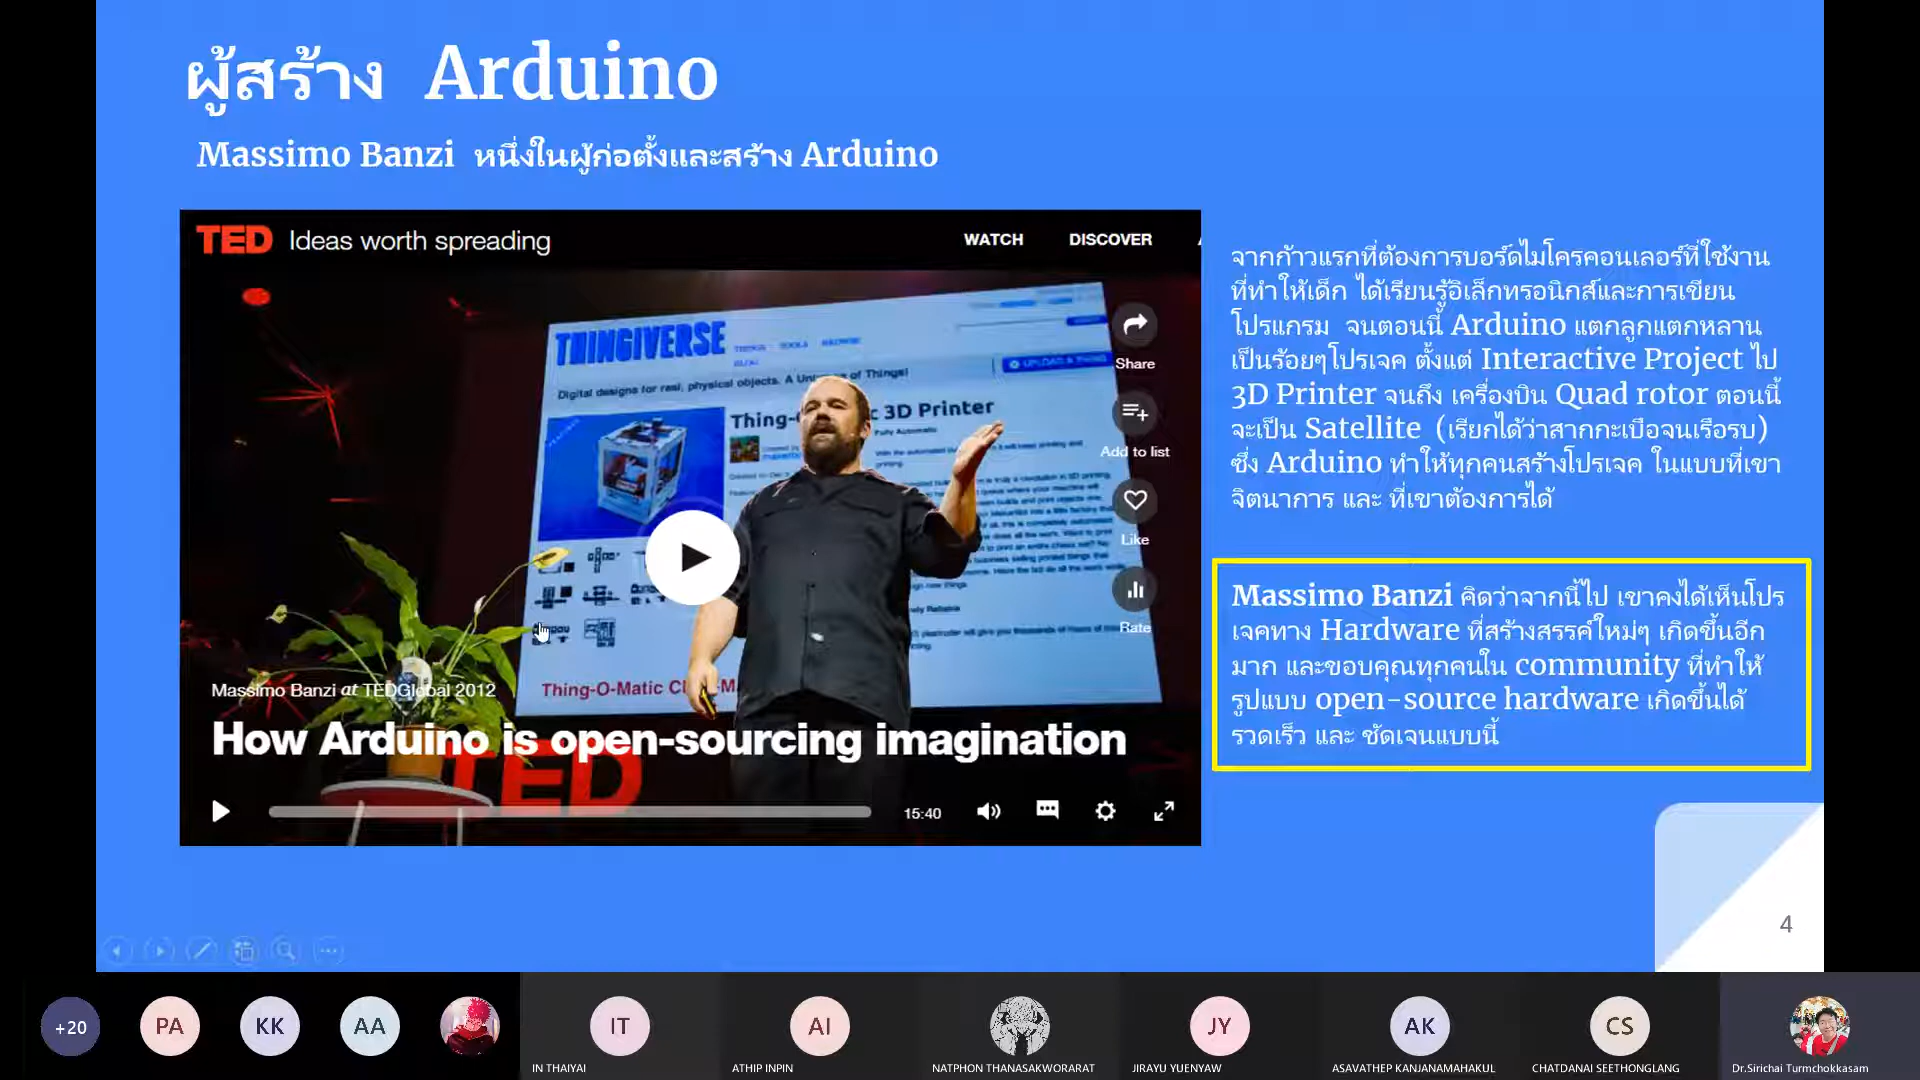 ผู้สร้าง Arduino
Massimo Banzi หนึ่งในผู้ก่อตั้งและสร้าง Arduino
TED Ideas worth spreading
WATCH DISCOVER
THINGIVERSE
THINGS TOOLS BROWSE
BLOG
UPLOAD A THING
Digital designs for real, physical objects. A Universe of Things!
3D Printer
Fully Automatic
Share
Add to list
Like
Rate
Massimo Banzi at TEDGlobal 2012
Thing-O-Matic
How Arduino is open-sourcing imagination
TED
15:40
จากก้าวแรกที่ต้องการบอร์ดไมโครคอนเลอร์ที่ใช้งาน
ที่ทำให้เด็ก ได้เรียนรู้อิเล็กทรอนิกส์และการเขียน
โปรแกรม จนตอนนี้ Arduino แตกลูกแตกหลาน
เป็นร้อยๆโปรเจค ตั้งแต่ Interactive Project ไป
3D Printer จนถึง เครื่องบิน Quad rotor ตอนนี้
จะเป็น Satellite (เรียกได้ว่าสากกะเบือจนเรือรบ)
ซึ่ง Arduino ทำให้ทุกคนสร้างโปรเจค ในแบบที่เขา
จิตนาการ และ ที่เขาต้องการได้
Massimo Banzi คิดว่าจากนี้ไป เขาคงได้เห็นโปร
เจคทาง Hardware ที่สร้างสรรค์ใหม่ๆ เกิดขึ้นอีก
มาก และขอบคุณทุกคนใน community ที่ทำให้
รูปแบบ open-source hardware เกิดขึ้นได้
รวดเร็ว และ ชัดเจนแบบนี้
4
+20
PA
KK
AA
IT
AI
JY
AK
CS
IN THAIYAI
ATHIP INPIN
NATPHON THANASAKWORARAT
JIRAYU YUENYAW
ASAVATHEP KANJANAMAHAKUL
CHATDANAI SEETHONGLANG
Dr.Sirichai Turmchokkasam